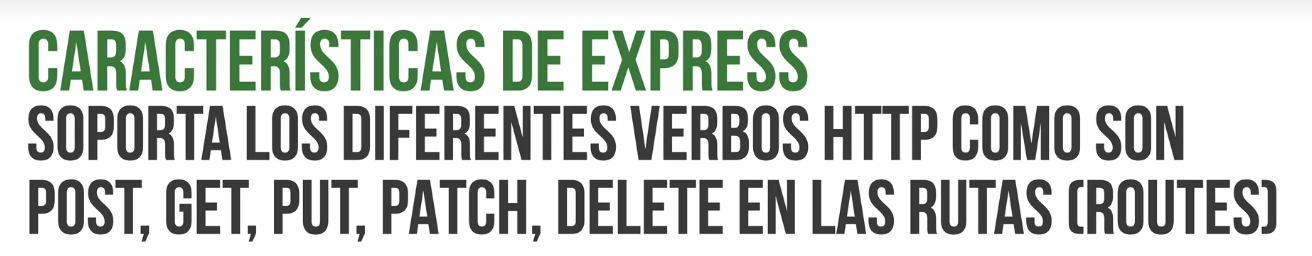 CARACTERÍSTICAS DE EXPRESS
SOPORTA LOS DIFERENTES VERBOS HTTP COMO SON
POST, GET, PUT, PATCH, DELETE EN LAS RUTAS (ROUTES)